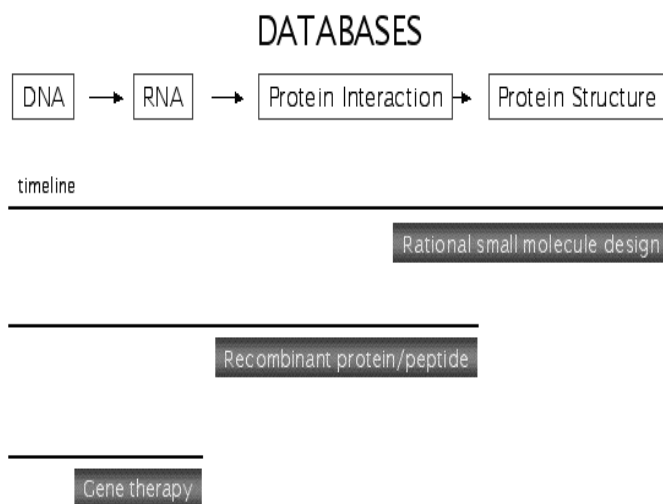 DATABASES
DNA RNA Protein Interaction Protein Structure
timeline
Rational small molecule design
Recombinant protein/peptide
Gene therapy